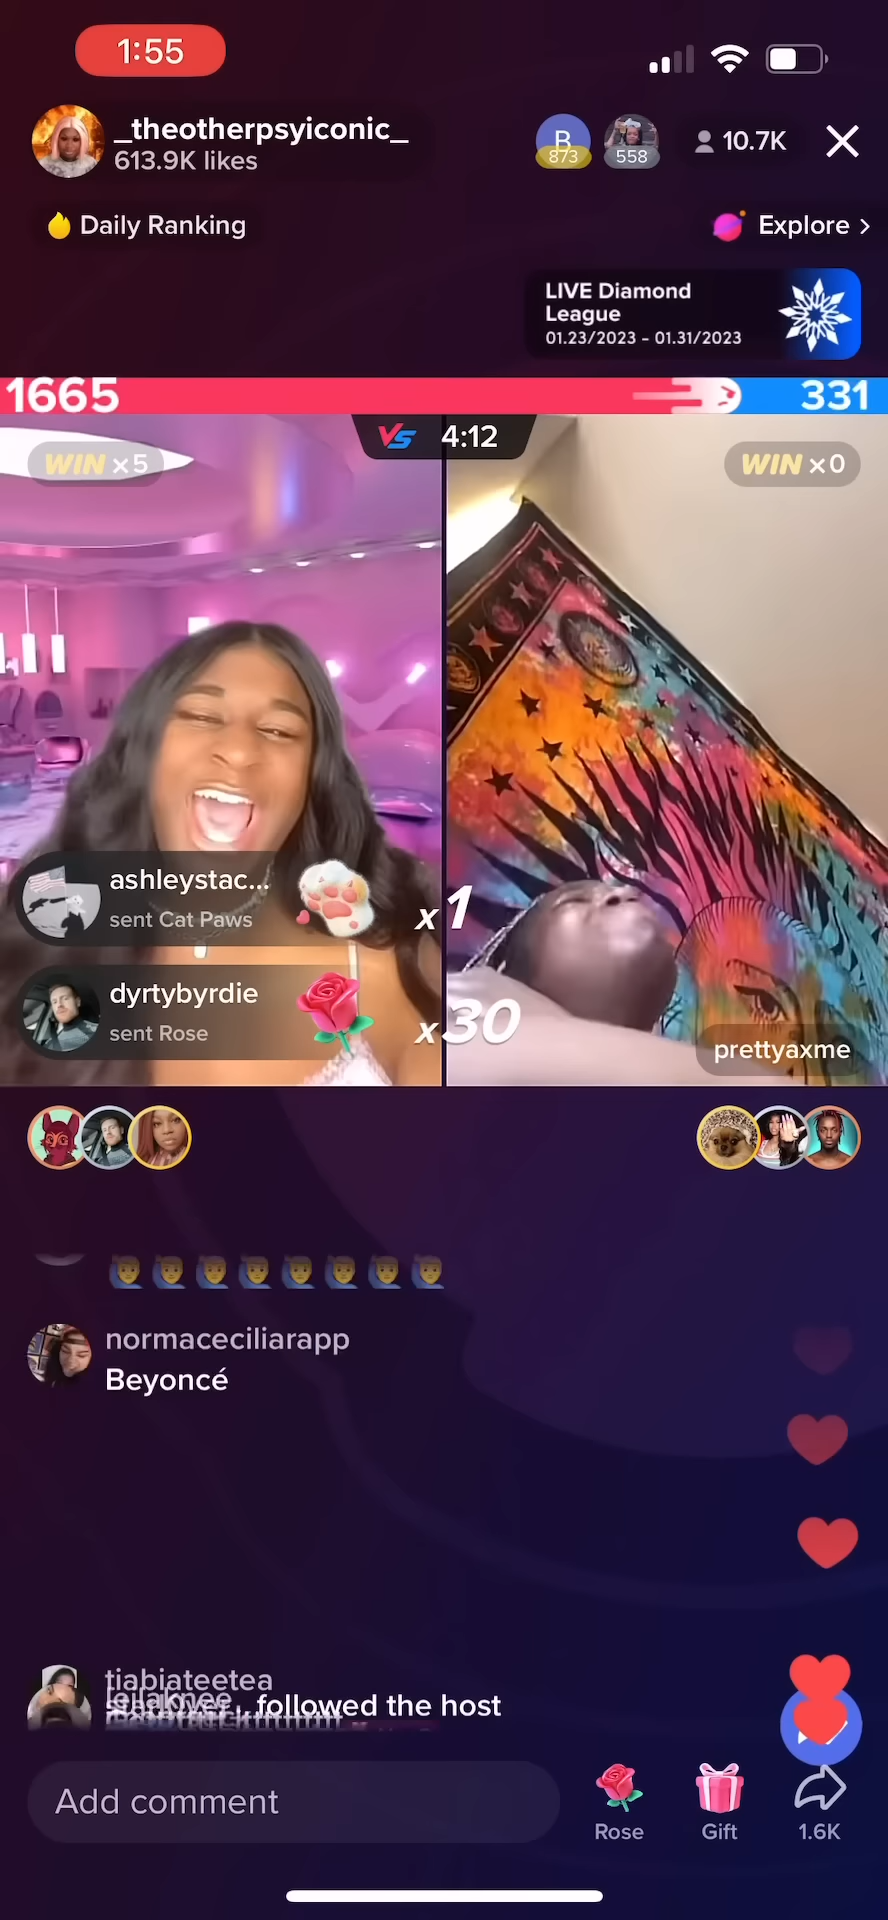 1:55
_theotherpsyiconic_
613.9K likes
B
873
558
10.7K
Daily Ranking
Explore >
LIVE Diamond
League
01.23/2023 - 01.31/2023
1665
331
VS 4:12
WIN x5
WIN x0
ashleystac...
sent Cat Paws
x1
dyrtybyrdie
sent Rose
x30
prettyaxme
normaceciliarapp
Beyoncé
tiabiateetea
followed the host
Add comment
Rose
Gift
1.6K